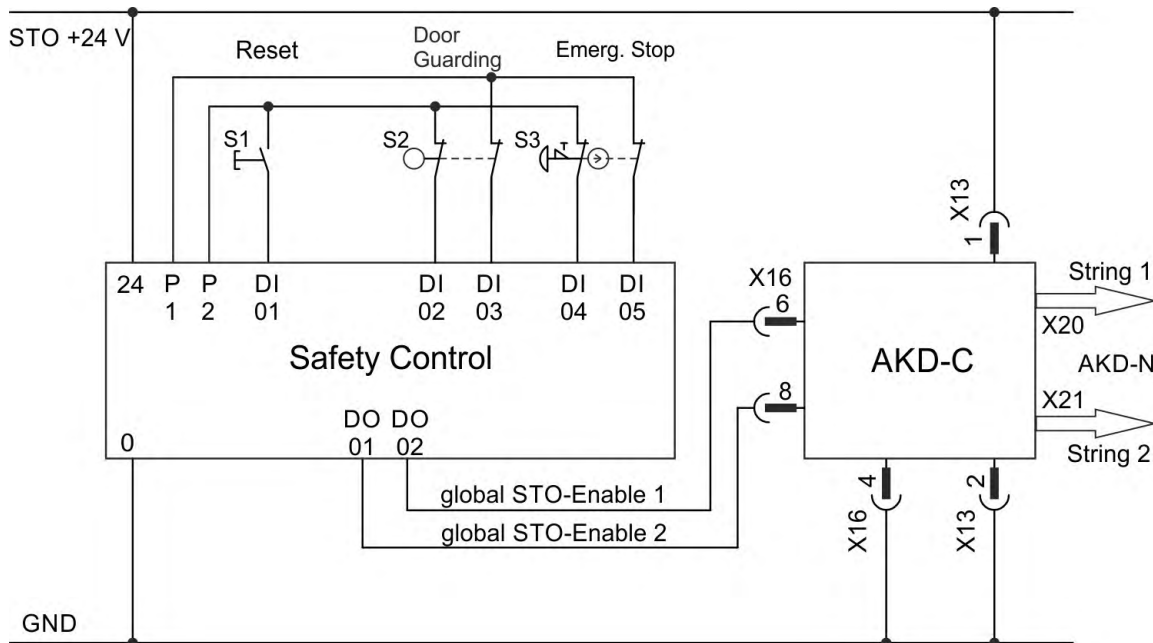 STO +24 V
Reset
Door
Guarding
Emerg. Stop
S1
S2
S3
X13
1
24 P P DI DI DI DI DI
1 2 01 02 03 04 05
Safety Control
0
DO DO
01 02
X16
6
8
AKD-C
String 1
X20
AKD-N
X21
String 2
global STO-Enable 1
global STO-Enable 2
4
X16
2
X13
GND